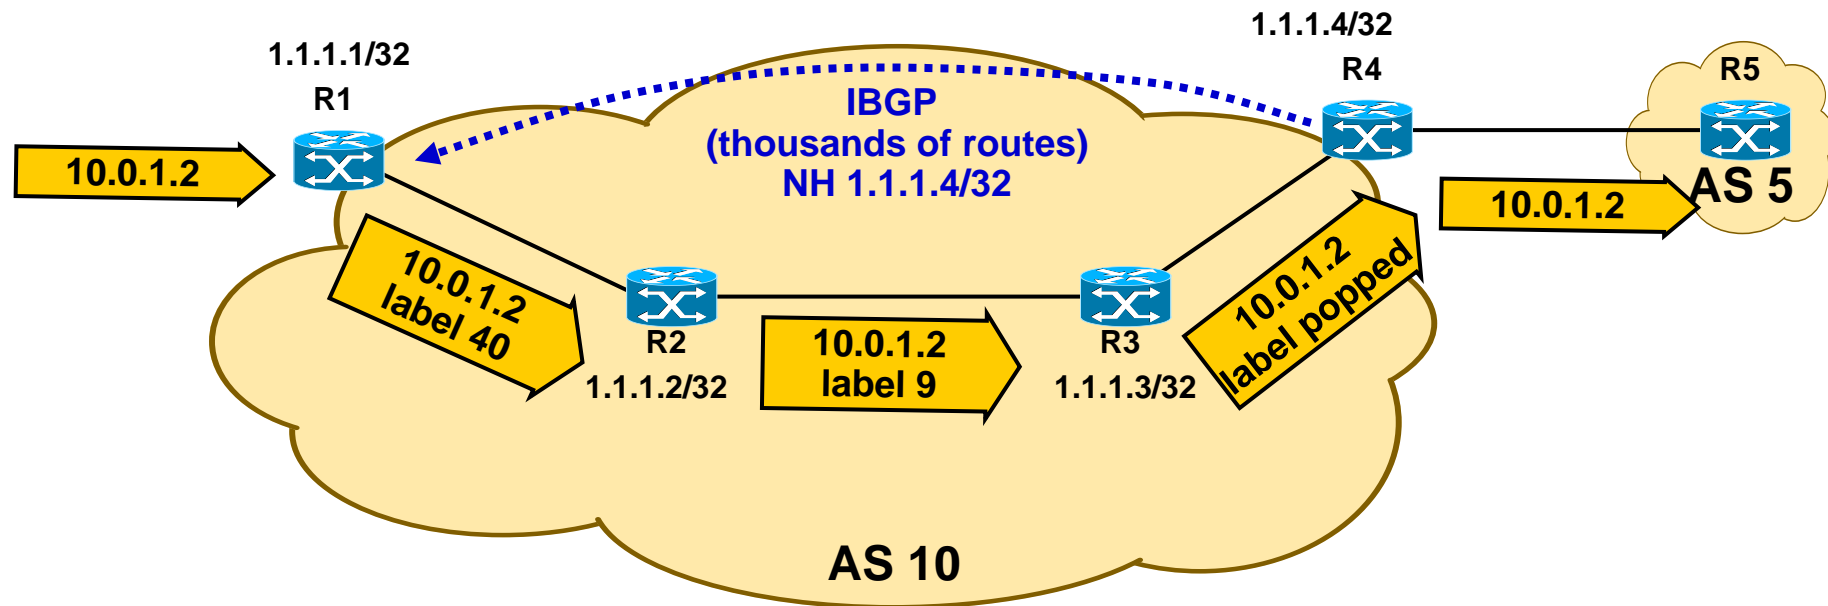 1.1.1.1/32
R1
1.1.1.4/32
R4
R5
IBGP
(thousands of routes)
NH 1.1.1.4/32
10.0.1.2
AS 5
10.0.1.2
10.0.1.2
label 40
R2
1.1.1.2/32
10.0.1.2
label 9
R3
1.1.1.3/32
10.0.1.2
label popped
AS 10